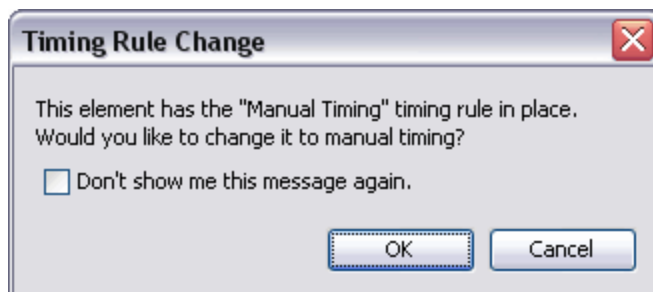 Timing Rule Change
This element has the "Manual Timing" timing rule in place.
Would you like to change it to manual timing?
Don't show me this message again.
OK Cancel